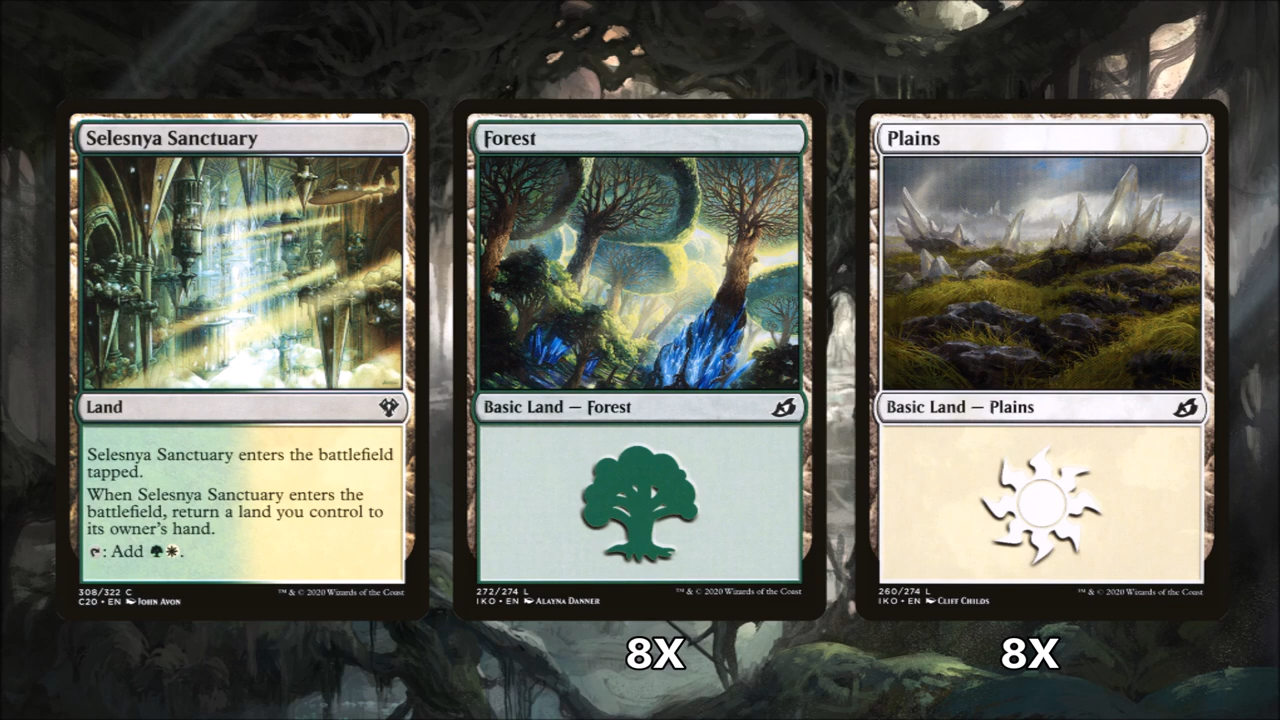 Selesnya Sanctuary
Land
Selesnya Sanctuary enters the battlefield
tapped.
When Selesnya Sanctuary enters the
battlefield, return a land you control to
its owner's hand.
: Add .
308/322 C
C20 • EN John Avon
™ & © 2020 Wizards of the Coast
Forest
Basic Land — Forest
272/274 L
IKO • EN Alayna Danner
™ & © 2020 Wizards of the Coast
8X
Plains
Basic Land — Plains
260/274 L
IKO • EN Cliff Childs
™ & © 2020 Wizards of the Coast
8X